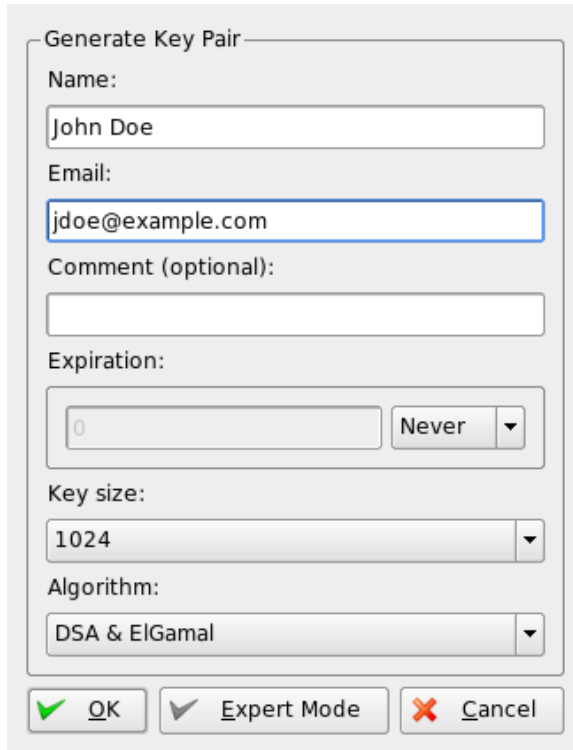 Generate Key Pair
Name:
John Doe
Email:
jdoe@example.com
Comment (optional):
Expiration:
0 Never
Key size:
1024
Algorithm:
DSA & ElGamal
OK Expert Mode Cancel